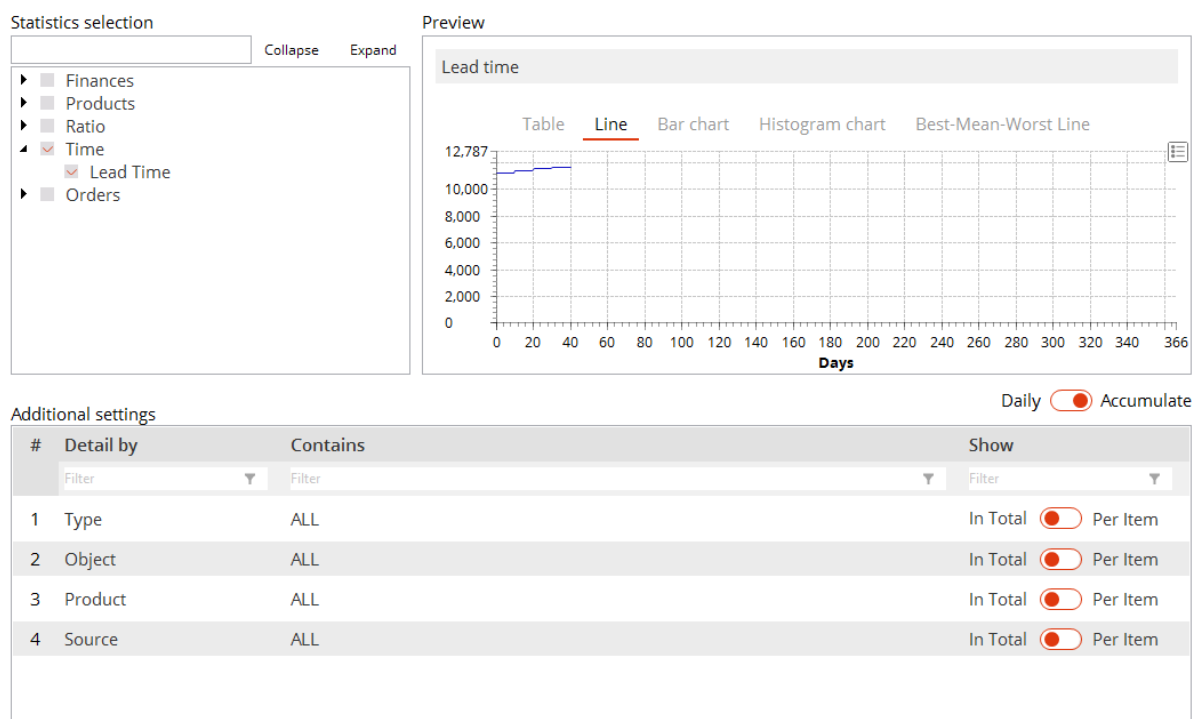 Statistics selection
Collapse Expand
Finances
Products
Ratio
Time
Lead Time
Orders
Preview
Lead time
Table Line Bar chart Histogram chart Best-Mean-Worst Line
12,787
10,000
8,000
6,000
4,000
2,000
0
0 20 40 60 80 100 120 140 160 180 200 220 240 260 280 300 320 340 366
Days
Daily Accumulate
Additional settings
# Detail by Contains Show
Filter Filter Filter
1 Type ALL In Total Per Item
2 Object ALL In Total Per Item
3 Product ALL In Total Per Item
4 Source ALL In Total Per Item